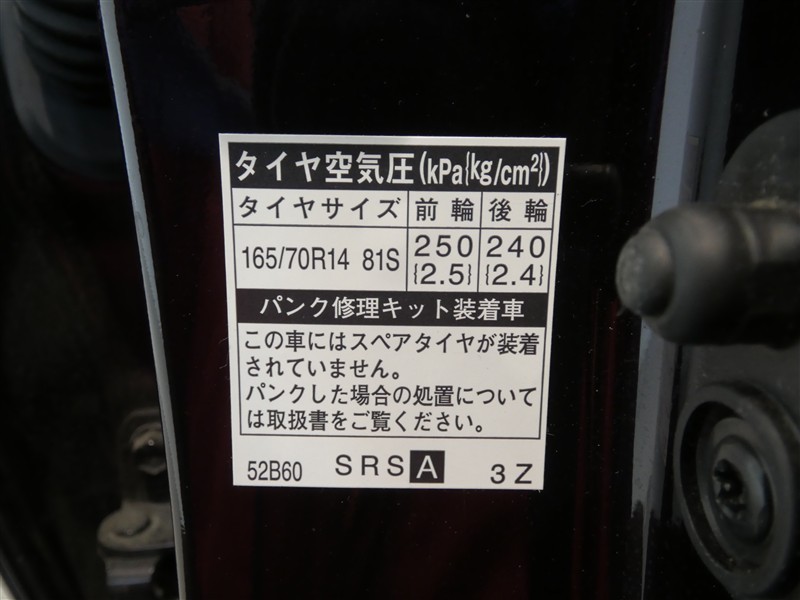 タイヤ空気圧(kPa{kg/cm²})
タイヤサイズ 前輪 後輪
165/70R14 81S 250 240
{2.5} {2.4}
パンク修理キット装着車
この車にはスペアタイヤが装着
されていません。
パンクした場合の処置について
は取扱書をご覧ください。
52B60 SRS A 3Z